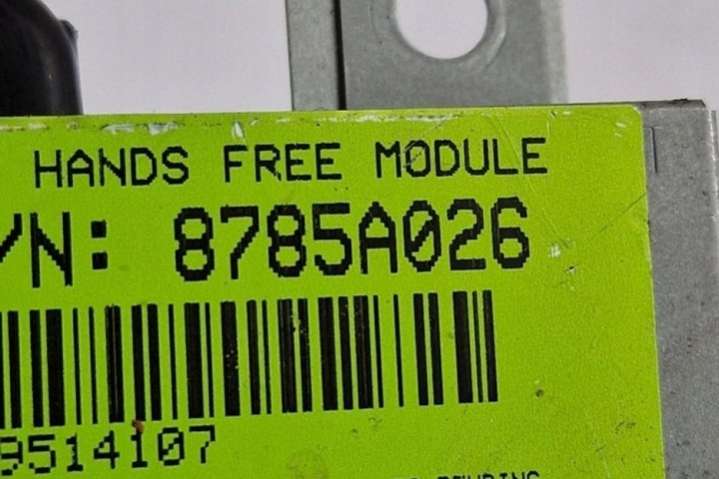 HANDS FREE MODULE
/N: 8785A026
9514107